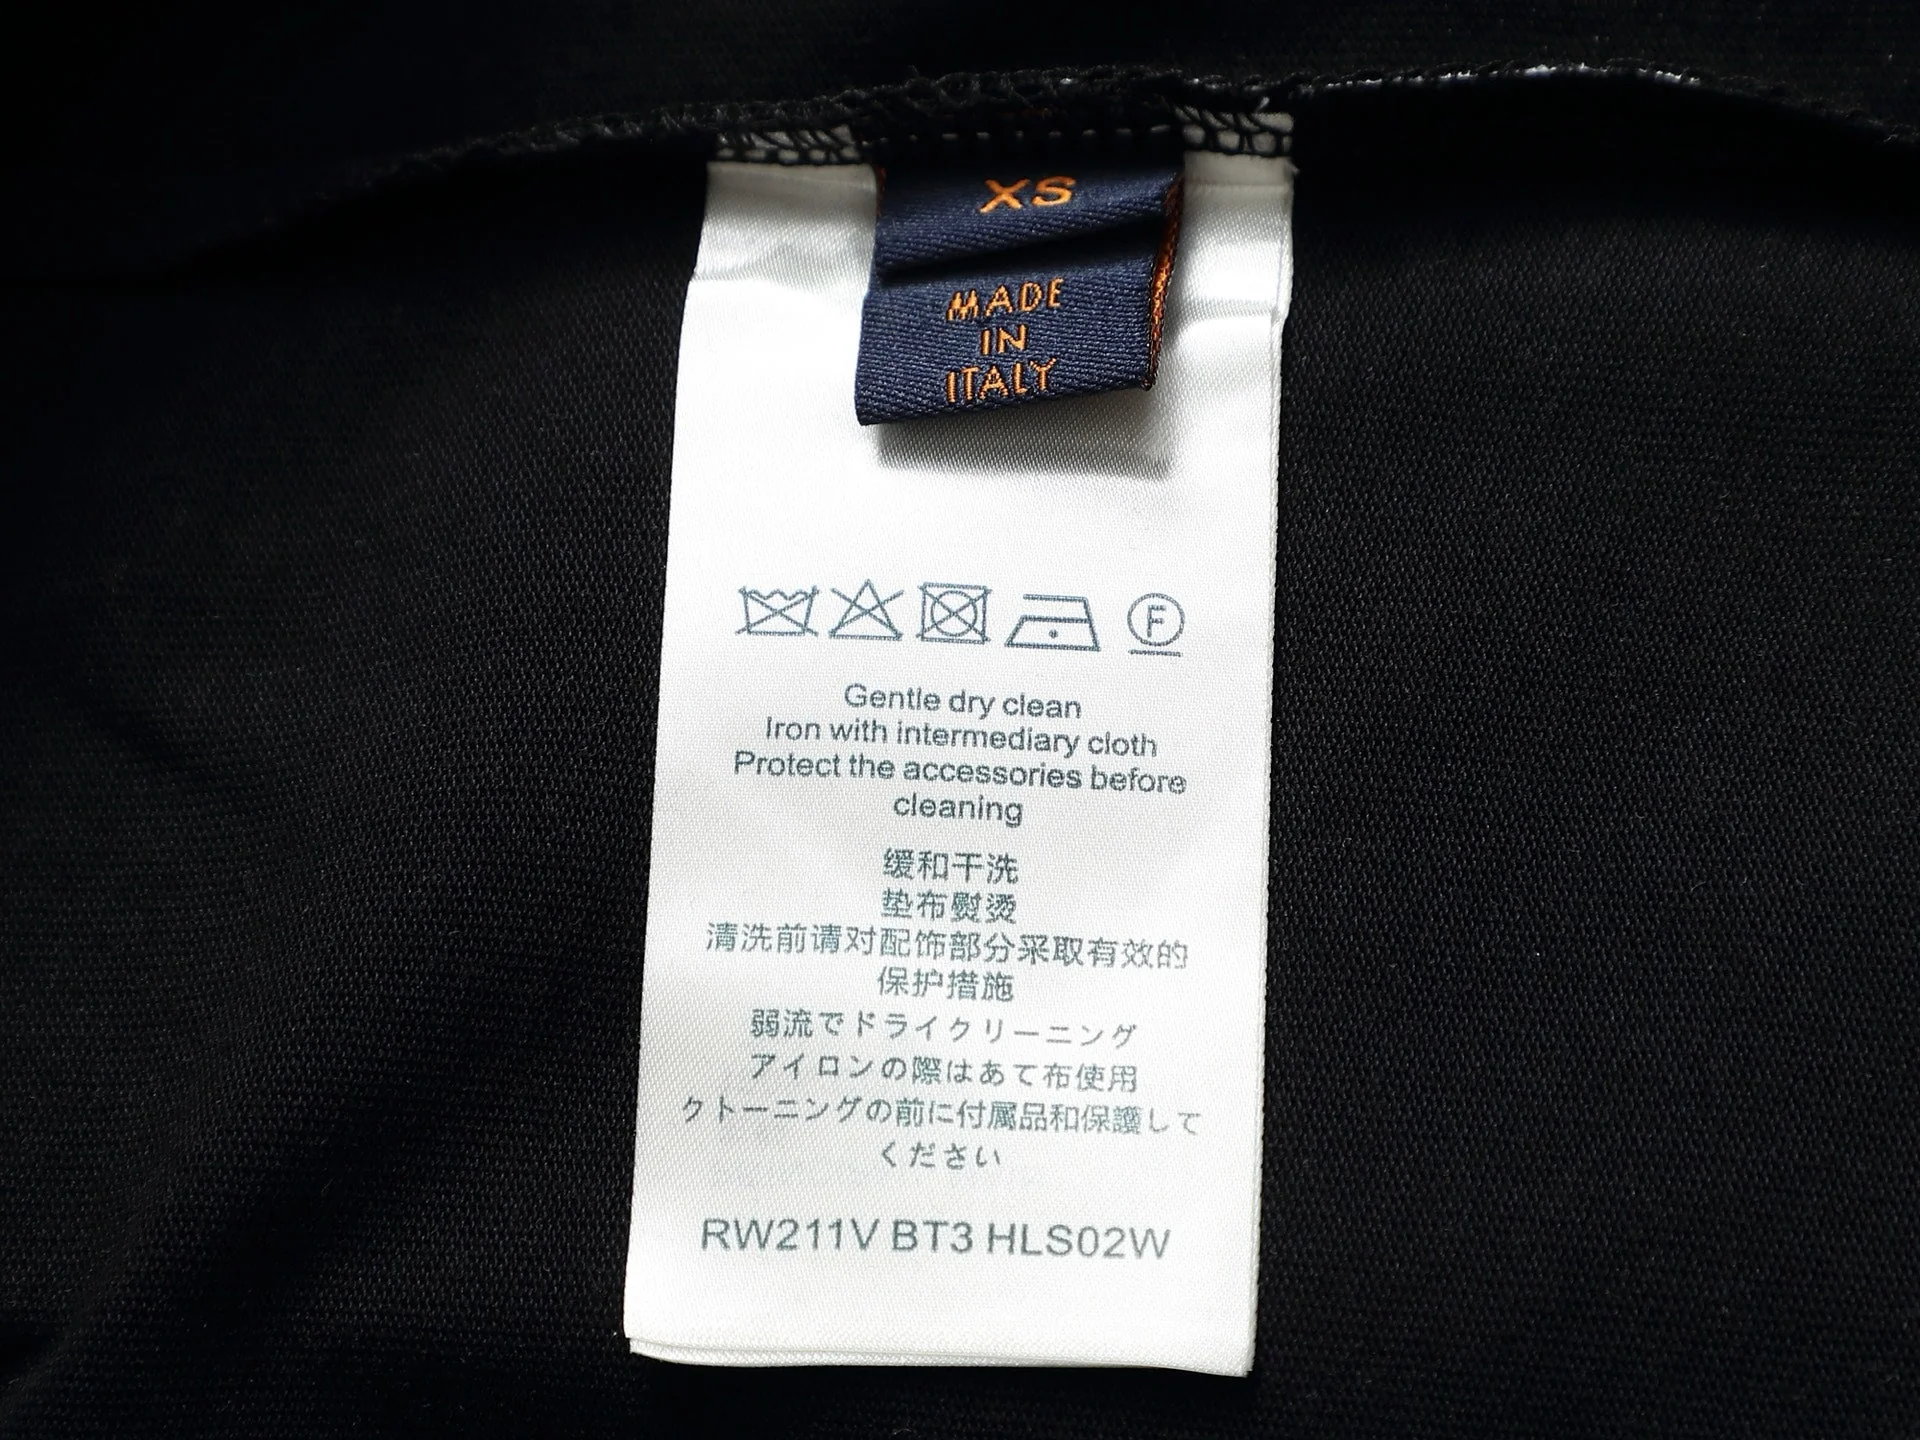 XS
MADE
IN
ITALY
F
Gentle dry clean
Iron with intermediary cloth
Protect the accessories before
cleaning
缓和干洗
垫布熨烫
清洗前请对配饰部分采取有效的
保护措施
弱流でドライクリーニング
アイロンの際はあて布使用
クトーニングの前に付属品和保護して
ください
RW211V BT3 HLS02W